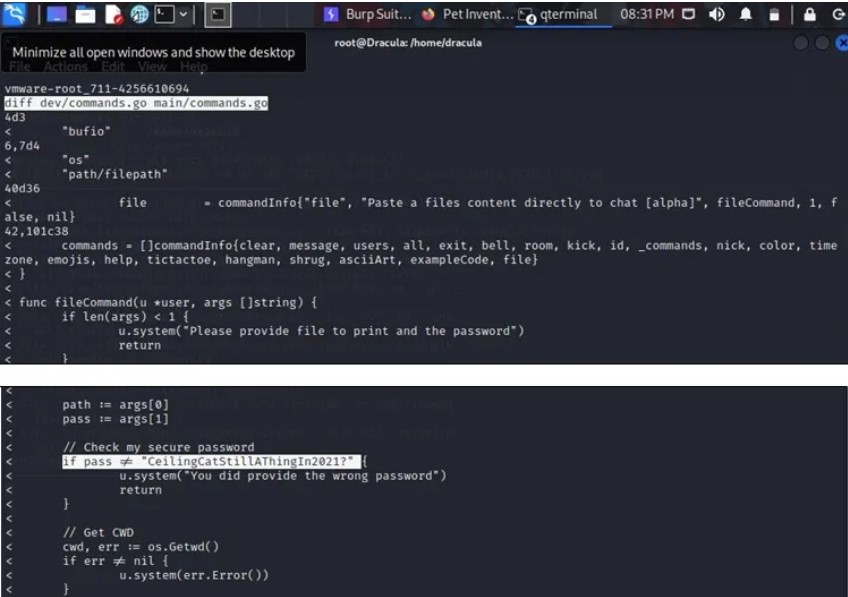 Burp Suit... Pet Invent... qterminal 08:31 PM
root@Dracula: /home/dracula
Minimize all open windows and show the desktop
File Actions Edit View Help
vmware-root_711-4256610694
diff dev/commands.go main/commands.go
4d3
<       "bufio"
6,7d4
<       "os"
<       "path/filepath"
40d36
<               file        = commandInfo{"file", "Paste a files content directly to chat [alpha]", fileCommand, 1, f
alse, nil}
42,101c38
<       commands = []commandInfo{clear, message, users, all, exit, bell, room, kick, id, _commands, nick, color, time
zone, emojis, help, tictactoe, hangman, shrug, asciiArt, exampleCode, file}
< }
<
< func fileCommand(u *user, args []string) {
<       if len(args) < 1 {
<               u.system("Please provide file to print and the password")
<               return
<       }
<
<       path := args[0]
<       pass := args[1]
<
<       // Check my secure password
<       if pass ≠ "CeilingCatStillAThingIn2021?" {
<               u.system("You did provide the wrong password")
<               return
<       }
<
<       // Get CWD
<       cwd, err := os.Getwd()
<       if err ≠ nil {
<               u.system(err.Error())
<       }